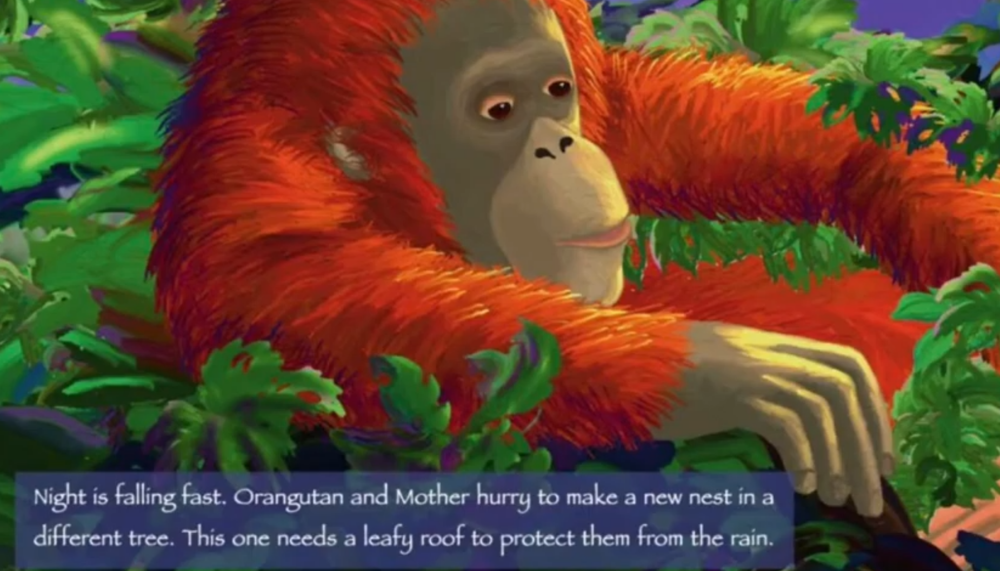 Night is falling fast. Orangutan and Mother hurry to make a new nest in a
different tree. This one needs a leafy roof to protect them from the rain.